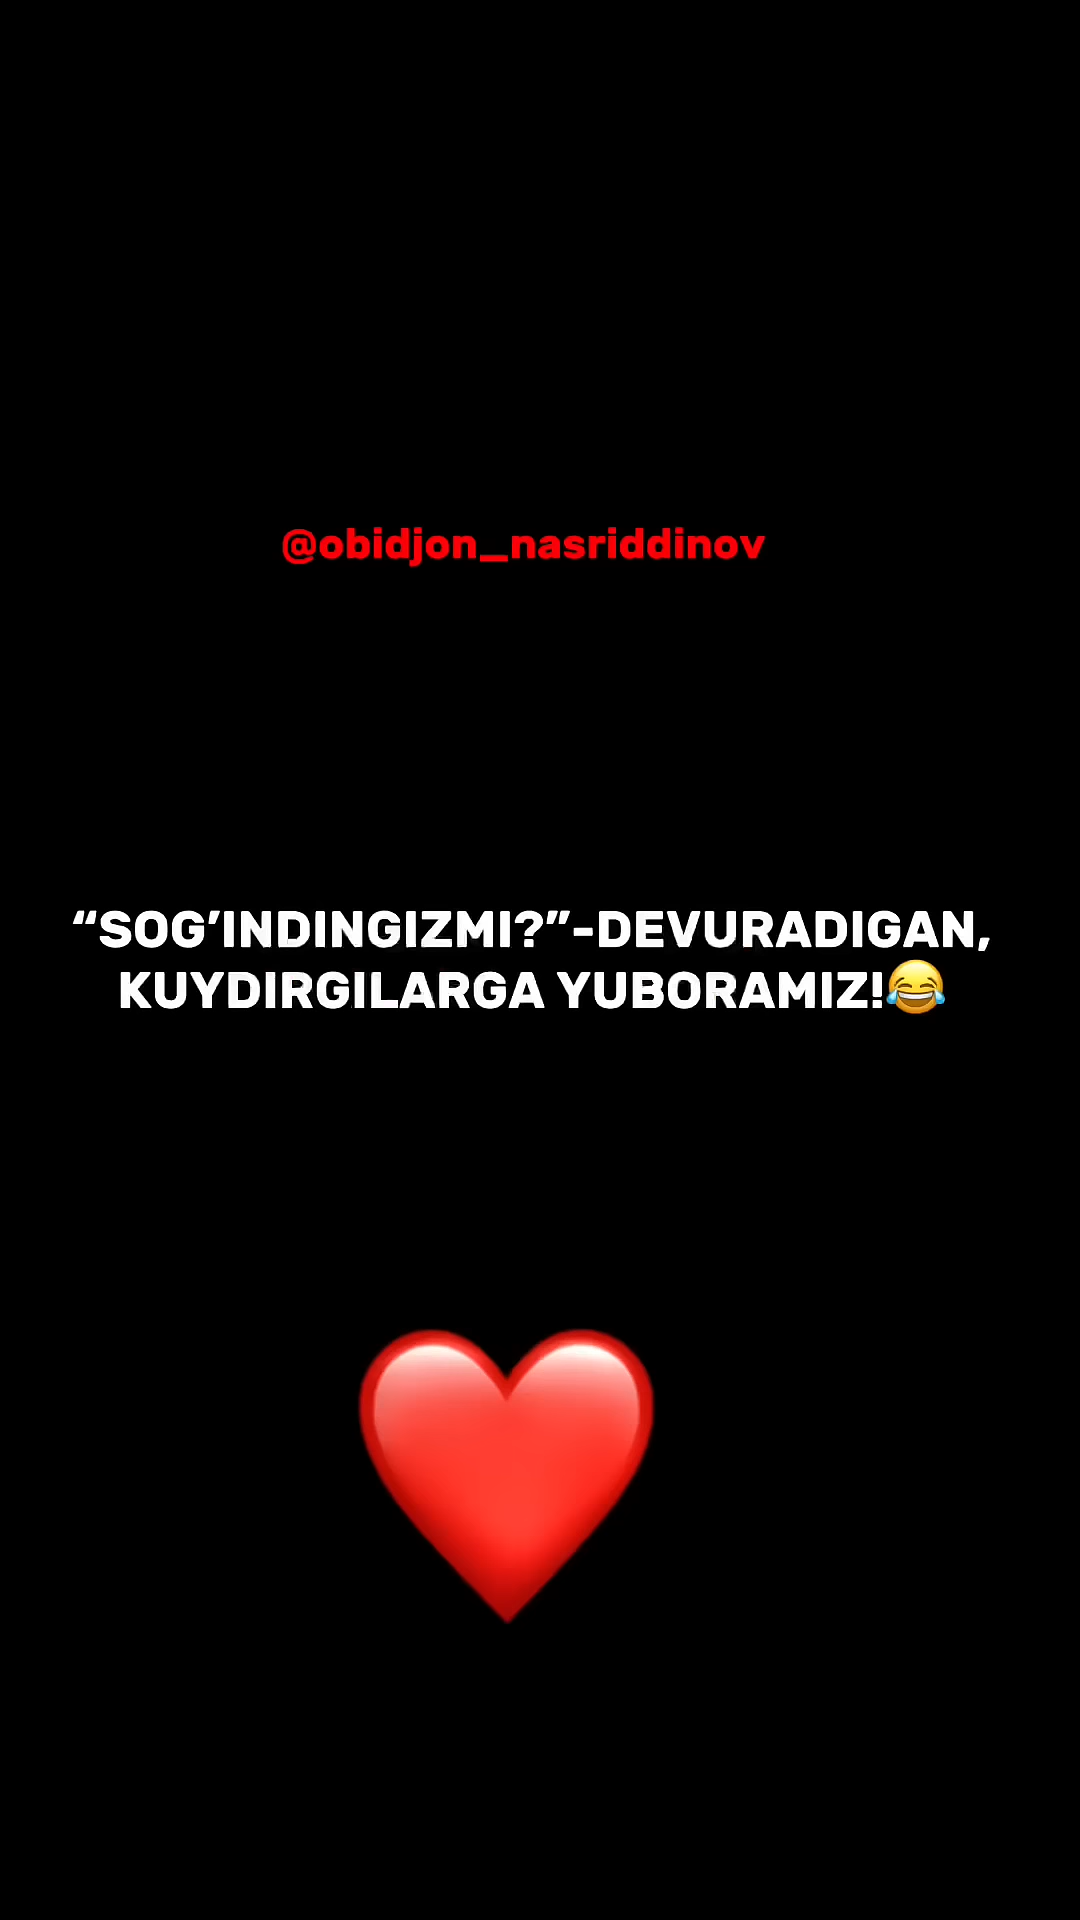 @obidjon_nasriddinov
“SOG’INDINGIZMI?”-DEVURADIGAN,
KUYDIRGILARGA YUBORAMIZ!😂